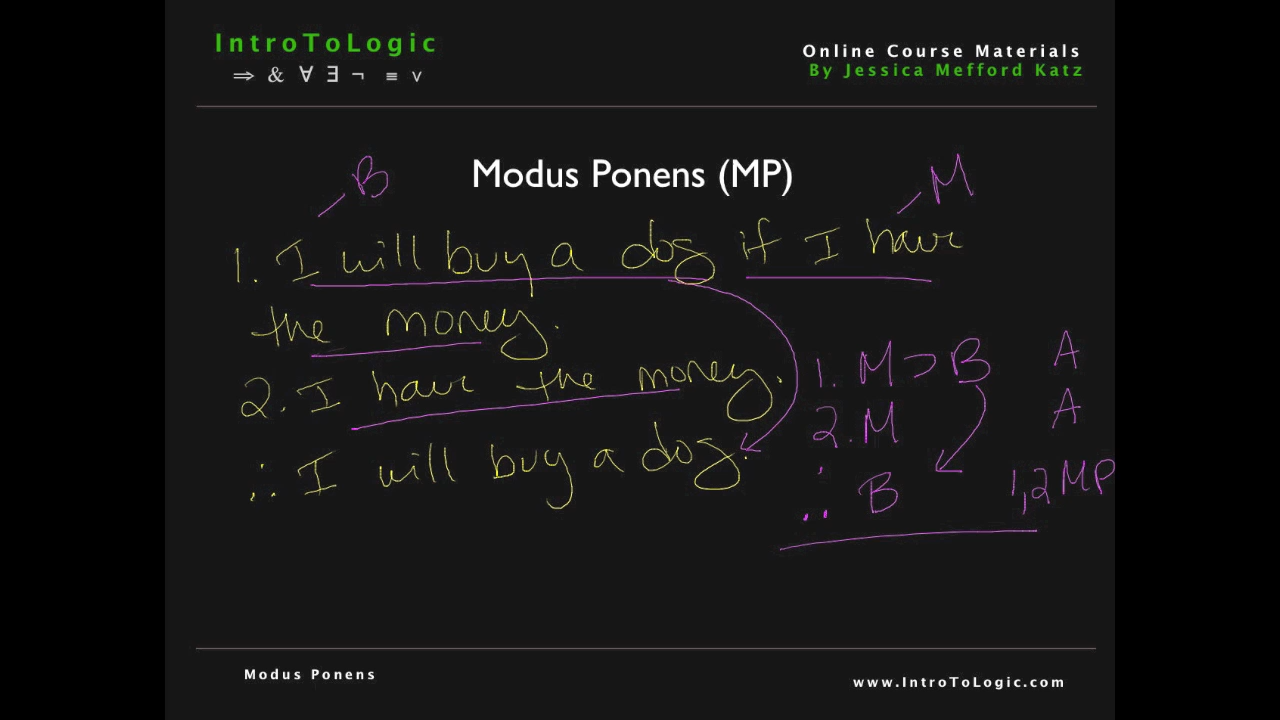 IntroToLogic
⇒ & ∀ ∃ ¬ ≡ v
Online Course Materials
By Jessica Mefford Katz
Modus Ponens (MP)
B
M
1. I will buy a dog if I have
the money.
2. I have the money.
∴ I will buy a dog.
1. M ⊃ B A
2. M A
∴ B 1,2 MP
Modus Ponens
www.IntroToLogic.com